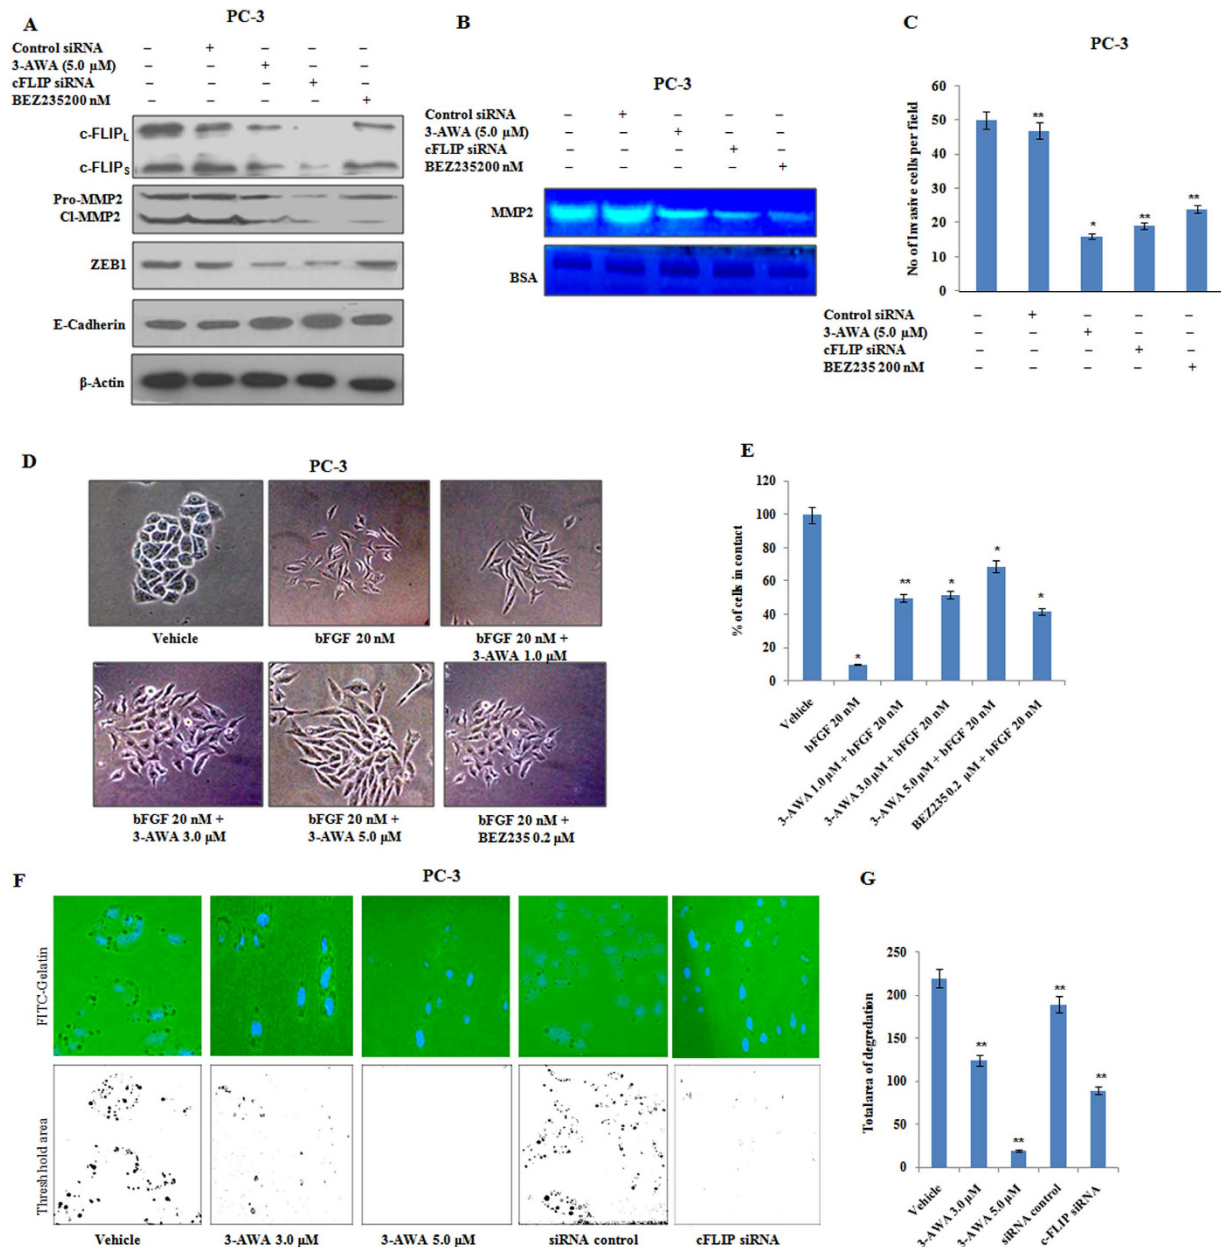 A
PC-3
Control siRNA – + – – –
3-AWA (5.0 µM) – – + – –
cFLIP siRNA – – – + –
BEZ235200 nM – – – – +
c-FLIPL
c-FLIPS
Pro-MMP2
Cl-MMP2
ZEB1
E-Cadherin
β-Actin
B
PC-3
Control siRNA – + – – –
3-AWA (5.0 µM) – – + – –
cFLIP siRNA – – – + –
BEZ235200 nM – – – – +
MMP2
BSA
C
PC-3
No of Invasive cells per field
60
50
40
30
20
10
0
**
*
**
**
Control siRNA – + – – –
3-AWA (5.0 µM) – – + – –
cFLIP siRNA – – – + –
BEZ235 200 nM – – – – +
D
PC-3
Vehicle
bFGF 20 nM
bFGF 20 nM +
3-AWA 1.0 µM
bFGF 20 nM +
3-AWA 3.0 µM
bFGF 20 nM +
3-AWA 5.0 µM
bFGF 20 nM +
BEZ235 0.2 µM
E
% of cells in contact
120
100
80
60
40
20
0
*
**
*
*
*
Vehicle
bFGF 20 nM
3-AWA 1.0 µM + bFGF 20 nM
3-AWA 3.0 µM + bFGF 20 nM
3-AWA 5.0 µM + bFGF 20 nM
BEZ235 0.2 µM + bFGF 20 nM
F
PC-3
FITC-Gelatin
Thresh hold area
Vehicle
3-AWA 3.0 µM
3-AWA 5.0 µM
siRNA control
cFLIP siRNA
G
Total area of degredation
250
200
150
100
50
0
**
**
**
**
Vehicle
3-AWA 3.0 µM
3-AWA 5.0 µM
siRNA control
c-FLIP siRNA